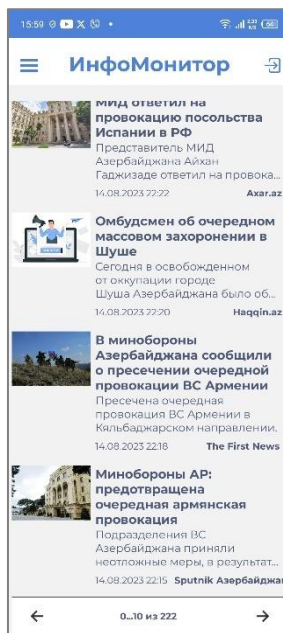 15:59
ИнфоМонитор
МИД ответил на
провокацию посольства
Испании в РФ
Представитель МИД
Азербайджана Айхан
Гаджизаде ответил на провока...
14.08.2023 22:22 Axar.az
Омбудсмен об очередном
массовом захоронении в
Шуше
Сегодня в освобожденном
от оккупации городе
Шуша Азербайджана было об...
14.08.2023 22:20 Haqqin.az
В минобороны
Азербайджана сообщили
о пресечении очередной
провокации ВС Армении
Пресечена очередная
провокация ВС Армении в
Кяльбаджарском направлении.
14.08.2023 22:18 The First News
Минобороны АР:
предотвращена
очередная армянская
провокация
Подразделения ВС
Азербайджана приняли
неотложные меры, в результат...
14.08.2023 22:15 Sputnik Азербайджан
0...10 из 222